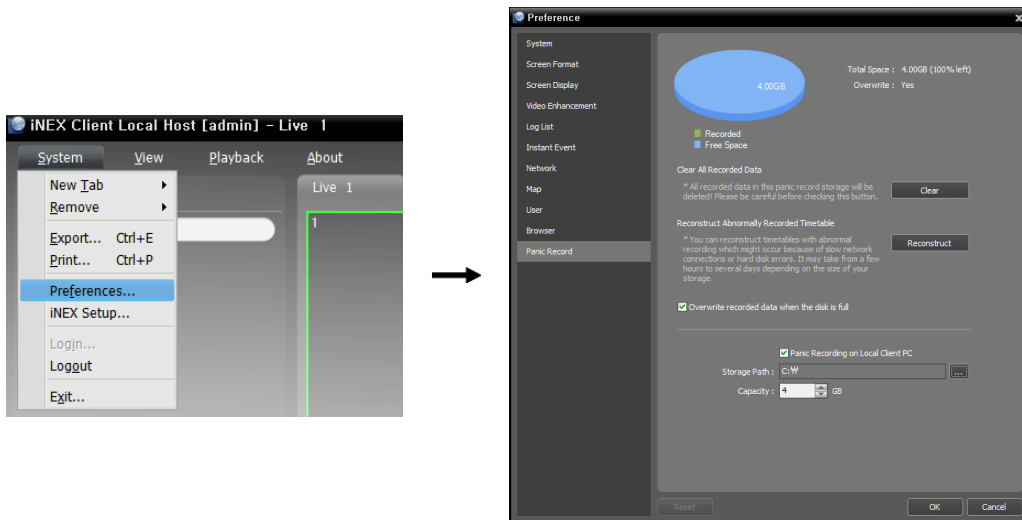 iNEX Client Local Host [admin] – Live 1
System View Playback About
New Tab
Remove
Export... Ctrl+E
Print... Ctrl+P
Preferences...
iNEX Setup...
Login...
Logout
Exit...
Live 1
1
Preference x
System
Screen Format
Screen Display
Video Enhancement
Log List
Instant Event
Network
Map
User
Browser
Panic Record
4.00GB
Total Space : 4.00GB (100% left)
Overwrite : Yes
Recorded
Free Space
Clear All Recorded Data
* All recorded data in this panic record storage will be
deleted! Please be careful before checking this button.
Clear
Reconstruct Abnormally Recorded Timetable
* You can reconstruct timetables with abnormal
recording which might occur because of slow network
connections or hard disk errors. It may take from a few
hours to several days depending on the size of your
storage.
Reconstruct
Overwrite recorded data when the disk is full
Panic Recording on Local Client PC
Storage Path : C:₩ ...
Capacity : 4 GB
Reset OK Cancel